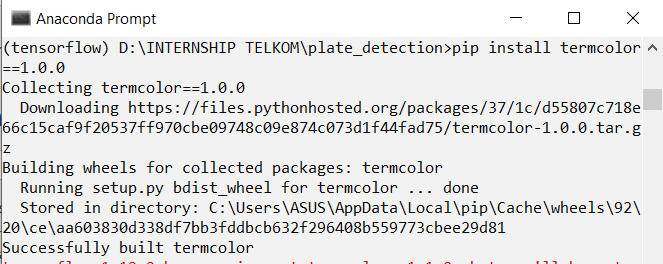 Anaconda Prompt
(tensorflow) D:\INTERNSHIP TELKOM\plate_detection>pip install termcolor
==1.0.0
Collecting termcolor==1.0.0
  Downloading https://files.pythonhosted.org/packages/37/1c/d55807c718e
66c15caf9f20537ff970cbe09748c09e874c073d1f44fad75/termcolor-1.0.0.tar.g
z
Building wheels for collected packages: termcolor
  Running setup.py bdist_wheel for termcolor ... done
  Stored in directory: C:\Users\ASUS\AppData\Local\pip\Cache\wheels\92\
20\ce\aa603830d338df7bb3fddbcb632f296408b559773cbee29d81
Successfully built termcolor